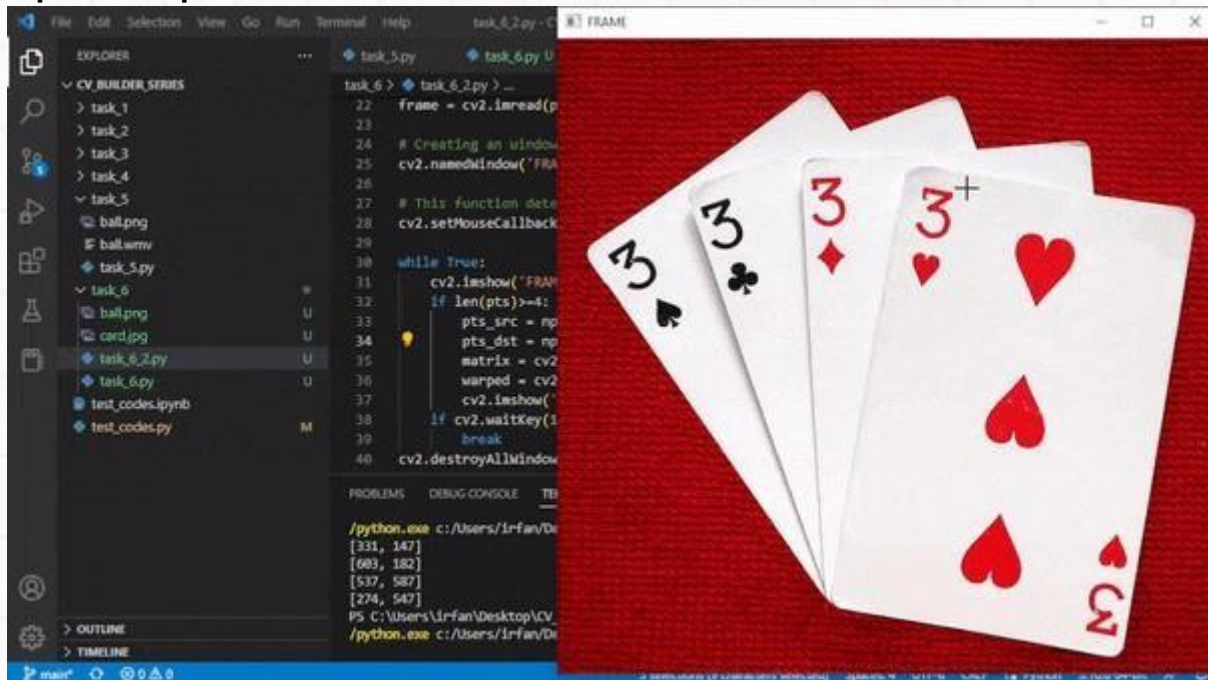 File Edit Selection View Go Run Terminal Help task_6_2.py - C
FRAME
EXPLORER
CV_BUILDER_SERIES
task_1
task_2
task_3
task_4
task_5
ball.png
ball.wmv
task_5.py
task_6
ball.png U
card.jpg U
task_6_2.py U
task_6.py U
test_codes.ipynb
test_codes.py M
OUTLINE
TIMELINE
task_5.py task_6.py U
task_6 > task_6_2.py > ...
22 frame = cv2.imread(p
23
24 # Creating an window
25 cv2.namedWindow('FRA
26
27 # This function dete
28 cv2.setMouseCallback
29
30 while True:
31 cv2.imshow('FRAM
32 if len(pts)>=4:
33 pts_src = np
34 pts_dst = np
35 matrix = cv2
36 warped = cv2
37 cv2.imshow('
38 if cv2.waitKey(1
39 break
40 cv2.destroyAllWindow
PROBLEMS DEBUG CONSOLE TE
/python.exe c:/Users/irfan/De
[331, 147]
[603, 182]
[537, 587]
[274, 547]
PS C:\Users\irfan\Desktop\CV_
/python.exe c:/Users/irfan/De
main* 0 0
3
3
3
3
3